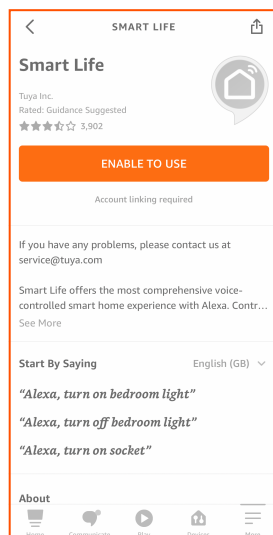 SMART LIFE
Smart Life
Tuya Inc.
Rated: Guidance Suggested
3,902
ENABLE TO USE
Account linking required
If you have any problems, please contact us at
service@tuya.com
Smart Life offers the most comprehensive voice-
controlled smart home experience with Alexa. Contr...
See More
Start By Saying English (GB)
“Alexa, turn on bedroom light”
“Alexa, turn off bedroom light”
“Alexa, turn on socket”
About
Home Communicate Play Devices More